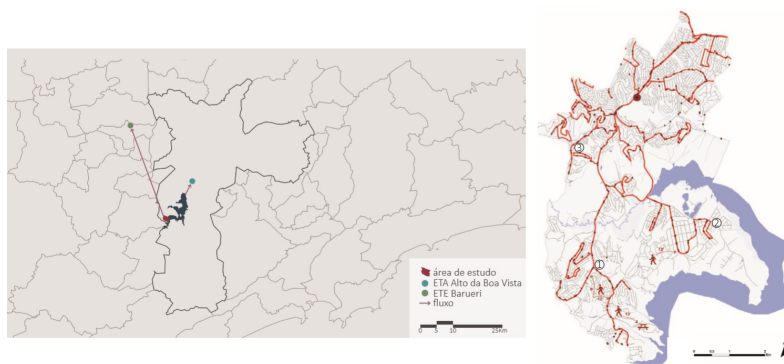 área de estudo
ETA Alto da Boa Vista
ETE Barueri
fluxo
0 5 10 25Km
3
2
1